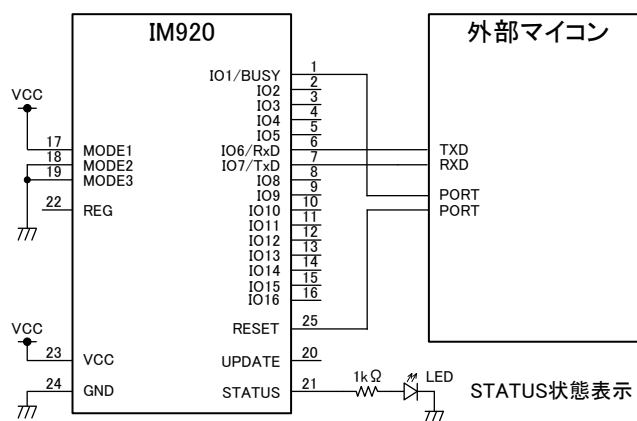 IM920
外部マイコン
VCC
17 MODE1
18 MODE2
19 MODE3
22 REG
VCC
23 VCC
24 GND
IO1/BUSY 1
IO2 2
IO3 3
IO4 4
IO5 5
IO6/RxD 6
IO7/TxD 7
IO8 8
IO9 9
IO10 10
IO11 11
IO12 12
IO13 13
IO14 14
IO15 15
IO16 16
RESET 25
UPDATE 20
STATUS 21
TXD
RXD
PORT
PORT
1kΩ
LED
STATUS状態表示